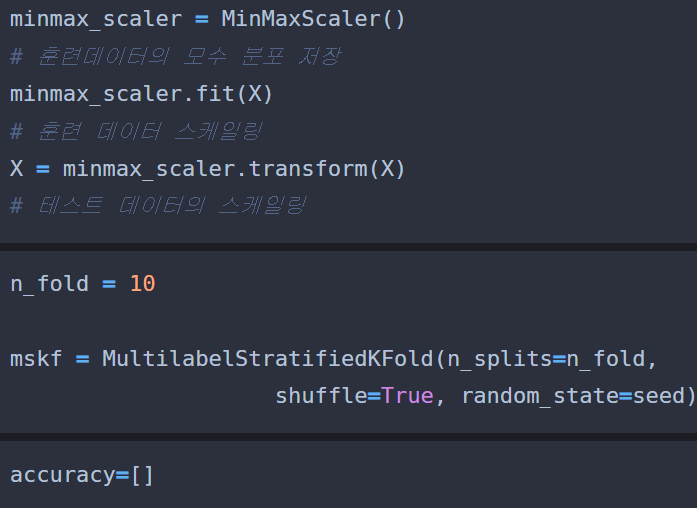 minmax_scaler = MinMaxScaler()
# 훈련데이터의 모수 분포 저장
minmax_scaler.fit(X)
# 훈련 데이터 스케일링
X = minmax_scaler.transform(X)
# 테스트 데이터의 스케일링
n_fold = 10
mskf = MultilabelStratifiedKFold(n_splits=n_fold,
shuffle=True, random_state=seed)
accuracy=[]